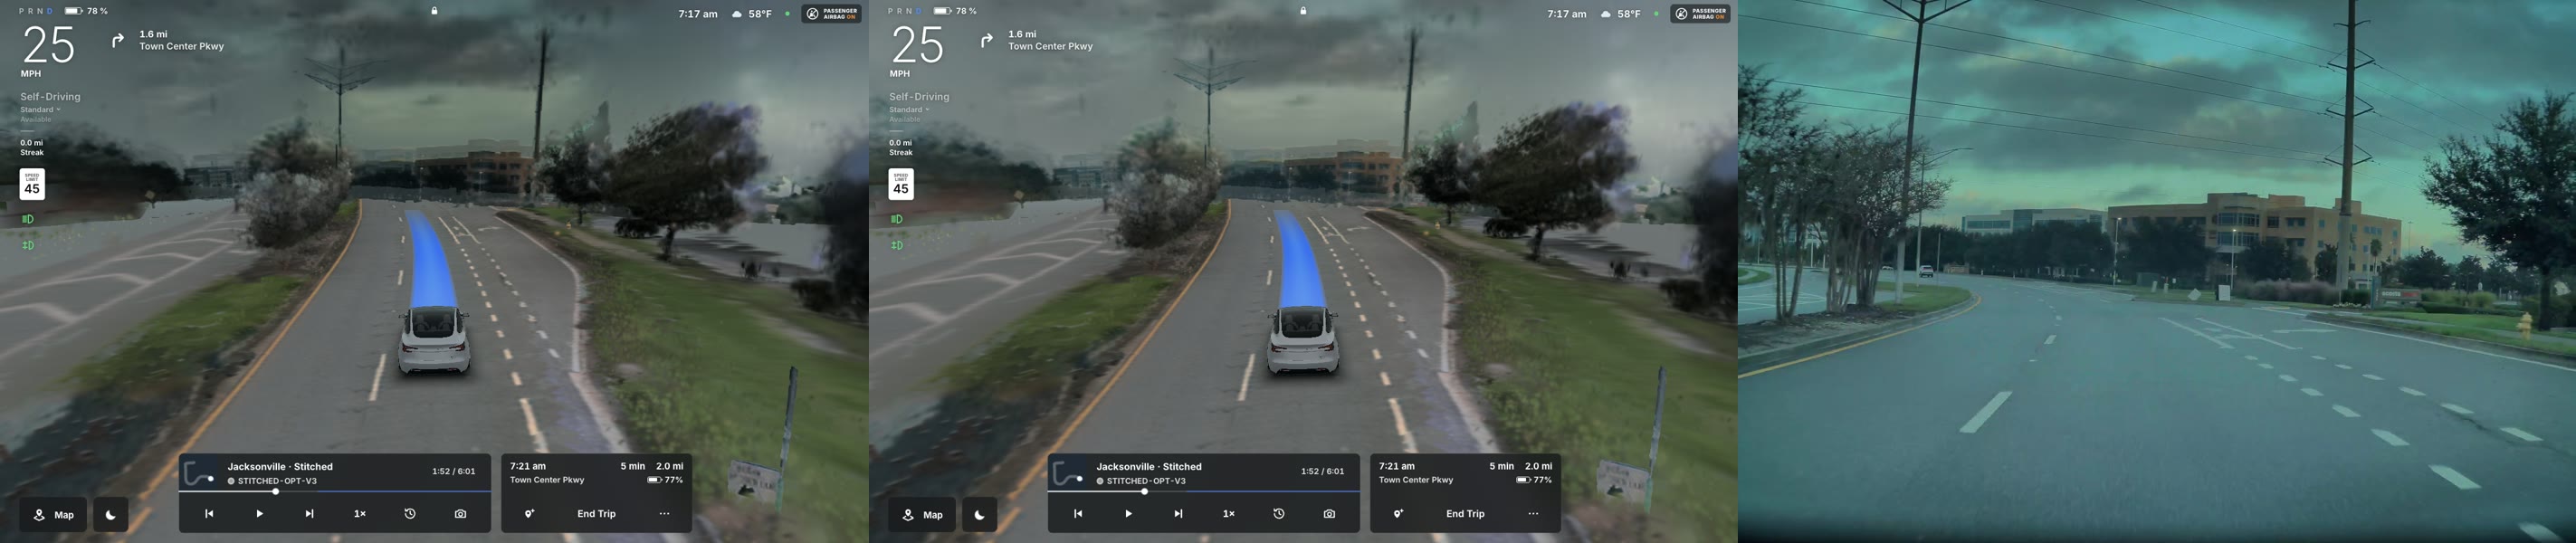 P R N D 78 %
7:17 am 58°F PASSENGER AIRBAG ON
25
MPH
1.6 mi
Town Center Pkwy
Self-Driving
Standard
Available
0.0 mi
Streak
SPEED LIMIT
45
Jacksonville · Stitched
STITCHED-OPT-V3
1:52 / 6:01
7:21 am 5 min 2.0 mi
Town Center Pkwy 77%
Map
1×
End Trip
P R N D 78 %
7:17 am 58°F PASSENGER AIRBAG ON
25
MPH
1.6 mi
Town Center Pkwy
Self-Driving
Standard
Available
0.0 mi
Streak
SPEED LIMIT
45
Jacksonville · Stitched
STITCHED-OPT-V3
1:52 / 6:01
7:21 am 5 min 2.0 mi
Town Center Pkwy 77%
Map
1×
End Trip